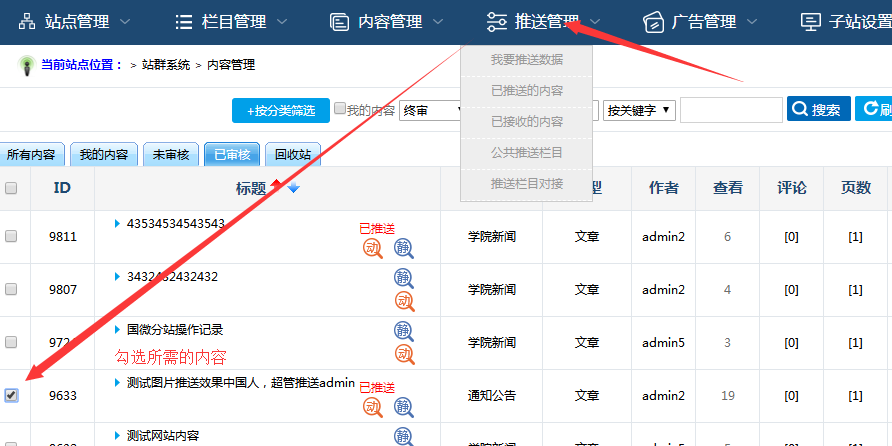 站点管理 栏目管理 内容管理 推送管理 广告管理 子站设置
当前站点位置： > 站群系统 > 内容管理
我要推送数据
已推送的内容
已接收的内容
公共推送栏目
推送栏目对接
+按分类筛选 我的内容 终审 按关键字 搜索 刷
所有内容 我的内容 未审核 已审核 回收站
ID 标题 型 作者 查看 评论 页数
9811 43534534543543 已推送 动 静 学院新闻 文章 admin2 6 [0] [1]
9807 3432432432432 静 动 学院新闻 文章 admin2 4 [0] [1]
国微分站操作记录 静 动 学院新闻 文章 admin5 3 [0] [1]
勾选所需的内容
9633 测试图片推送效果中国人，超管推送admin 已推送 动 静 通知公告 文章 admin2 19 [0] [1]
测试网站内容 静